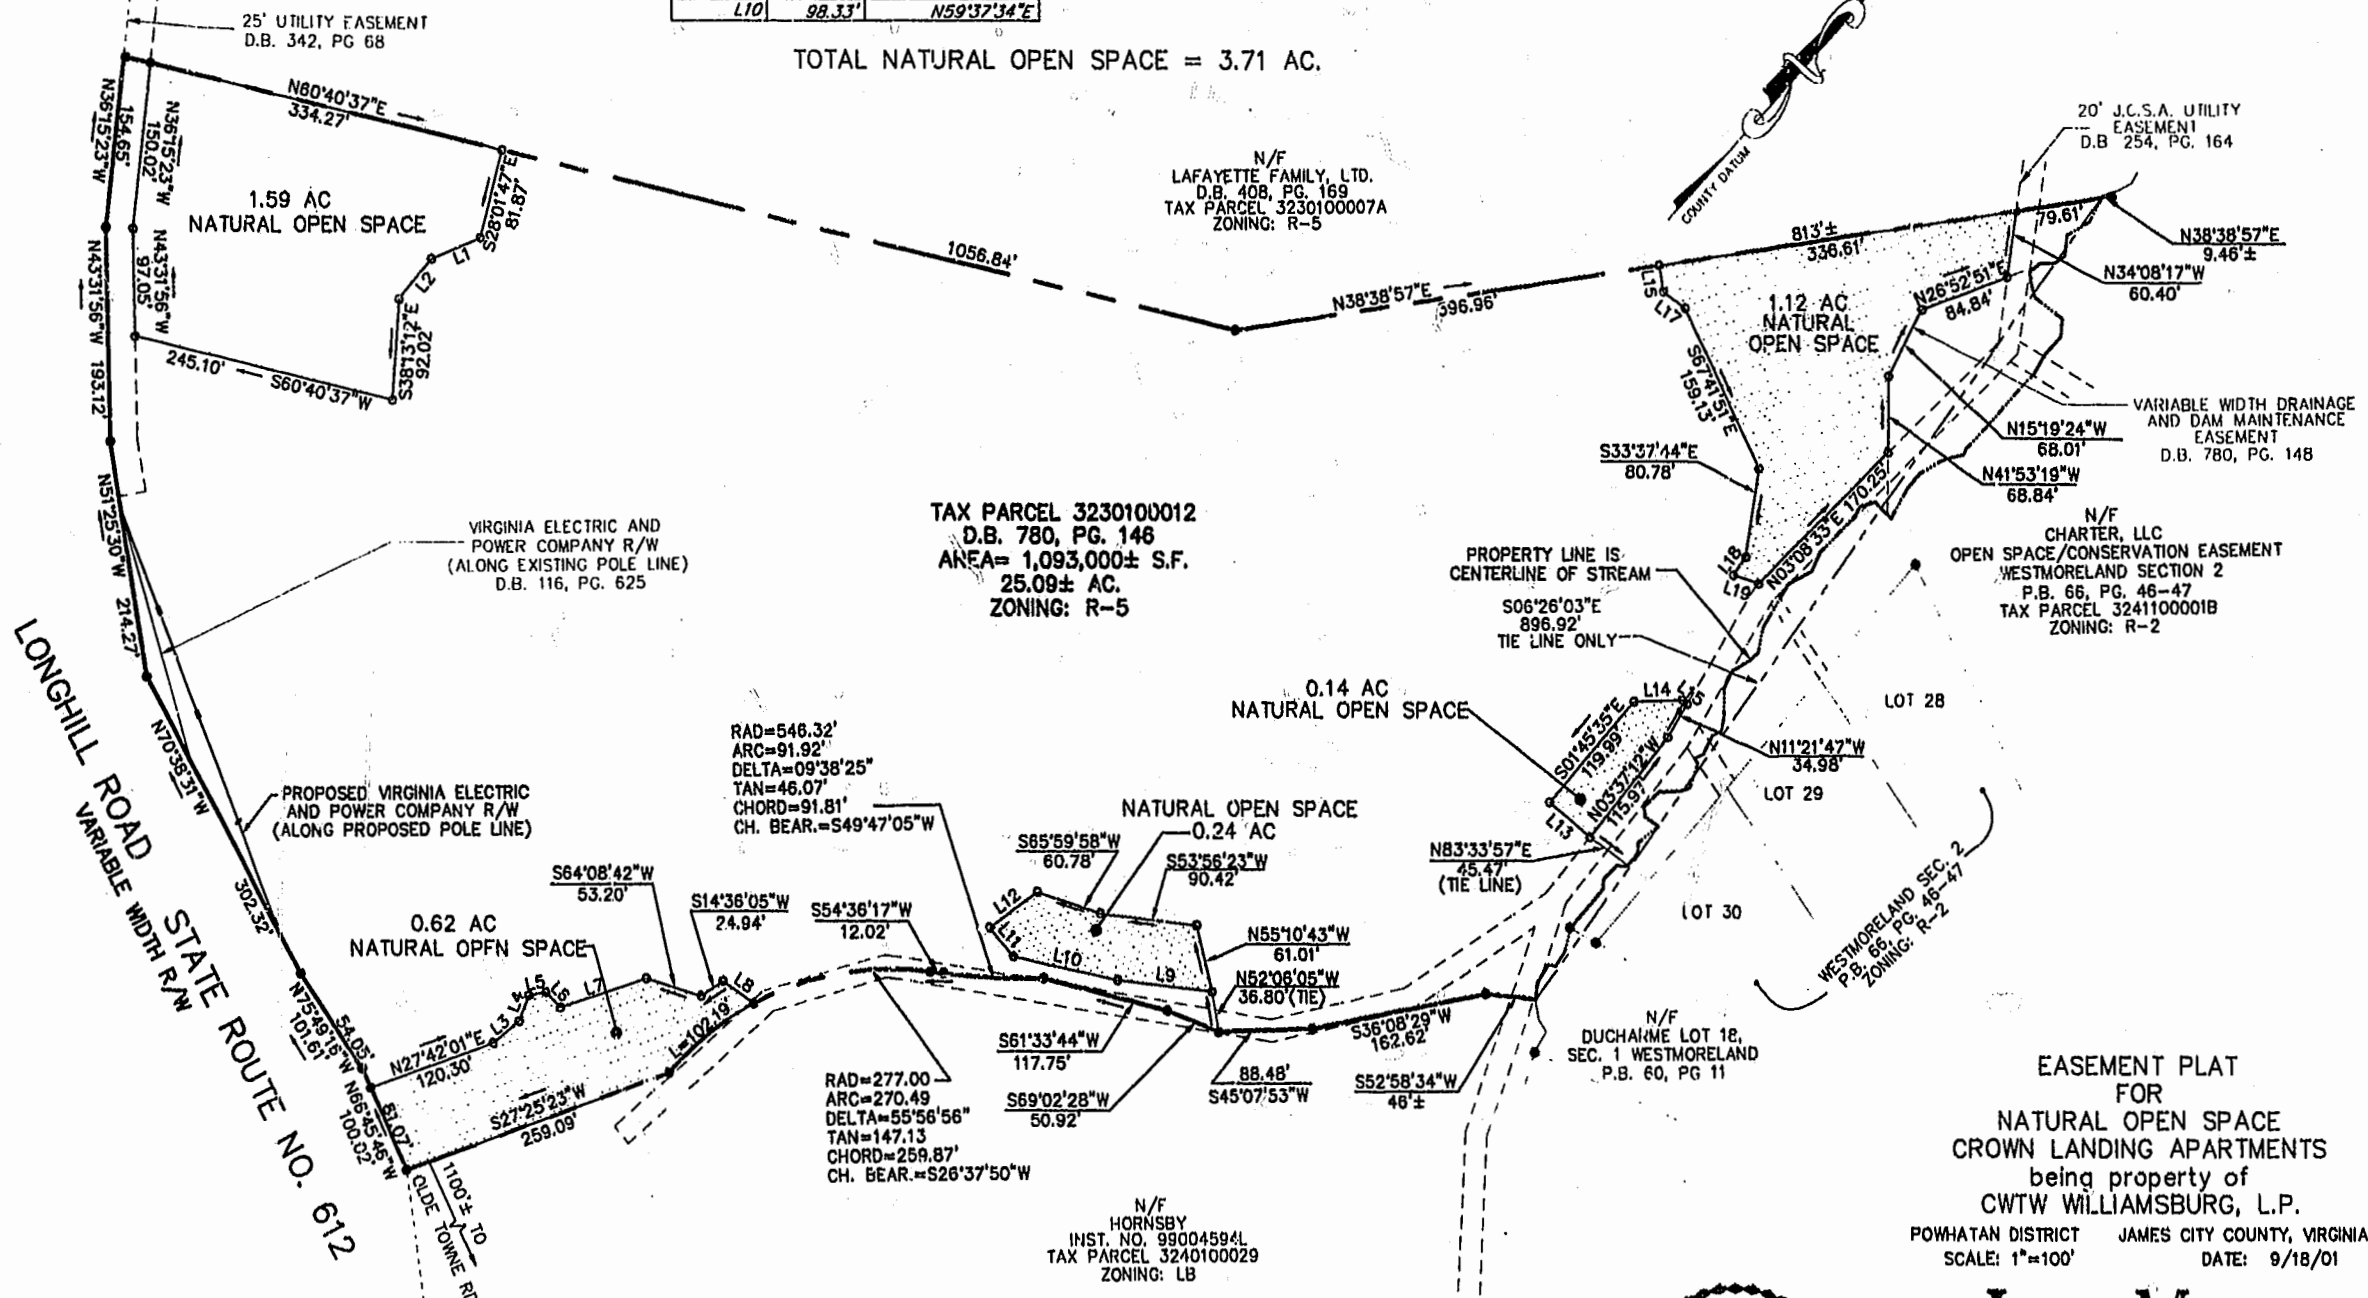 L10 98.33' N59°37'34"E
25' UTILITY EASEMENT
D.B. 342, PG 68
TOTAL NATURAL OPEN SPACE = 3.71 AC.
N60°40'37"E
334.27'
N36°15'23"W
154.65'
N36°15'23"W
150.02'
1.59 AC
NATURAL OPEN SPACE
S28°01'47"E
81.87'
L1
L2
N43°31'56"W 193.12'
N43°31'56"W
97.05'
S38°13'12"E
92.02'
245.10' S60°40'37"W
1056.84'
N/F
LAFAYETTE FAMILY, LTD.
D.B. 408, PG. 169
TAX PARCEL 3230100007A
ZONING: R-5
COUNTY DATUM
20' J.C.S.A. UTILITY
EASEMENT
D.B 254, PG. 164
N38°38'57"E
596.96'
813'±
336.61'
79.61'
N38°38'57"E
9.46'±
N34°08'17"W
60.40'
L15
L17
1.12 AC
NATURAL
OPEN SPACE
N26°52'51"E
84.84'
S67°41'51"E
159.13'
VARIABLE WIDTH DRAINAGE
AND DAM MAINTENANCE
EASEMENT
D.B. 780, PG. 148
N15°19'24"W
68.01'
N41°53'19"W
68.84'
S33°37'44"E
80.78'
N03°08'33"E 170.25'
L18
L19
N51°25'30"W 214.27'
VIRGINIA ELECTRIC AND
POWER COMPANY R/W
(ALONG EXISTING POLE LINE)
D.B. 116, PG. 625
TAX PARCEL 3230100012
D.B. 780, PG. 146
AREA= 1,093,000± S.F.
25.09± AC.
ZONING: R-5
N/F
CHARTER, LLC
OPEN SPACE/CONSERVATION EASEMENT
WESTMORELAND SECTION 2
P.B. 66, PG. 46-47
TAX PARCEL 3241100001B
ZONING: R-2
PROPERTY LINE IS
CENTERLINE OF STREAM
S06°26'03"E
896.92'
TIE LINE ONLY
0.14 AC
NATURAL OPEN SPACE
L14
S01°45'35"E
119.99'
N03°37'12"W
115.97'
N11°21'47"W
34.98'
L13
N83°33'57"E
45.47'
(TIE LINE)
LOT 28
LOT 29
LOT 30
WESTMORELAND SEC. 2
P.B. 66, PG. 46-47
ZONING: R-2
LONGHILL ROAD STATE ROUTE NO. 612
VARIABLE WIDTH R/W
N70°38'31"W
302.32'
PROPOSED VIRGINIA ELECTRIC
AND POWER COMPANY R/W
(ALONG PROPOSED POLE LINE)
RAD=546.32'
ARC=91.92'
DELTA=09°38'25"
TAN=46.07'
CHORD=91.81'
CH. BEAR.=S49°47'05"W
NATURAL OPEN SPACE
0.24 AC
S65°59'58"W
60.78'
S53°56'23"W
90.42'
L12
L11
L10
L9
N55°10'43"W
61.01'
N52°06'05"W
36.80'(TIE)
S64°08'42"W
53.20'
S14°36'05"W
24.94'
S54°36'17"W
12.02'
0.62 AC
NATURAL OPEN SPACE
L3
L4
L5
L6
L7
L8
N27°42'01"E
120.30'
L=102.19'
S27°25'23"W
259.09'
N75°49'16"W
101.61'
54.05'
N66°45'46"W
100.02'
81.07'
1100'± TO
OLDE TOWNE RD
S61°33'44"W
117.75'
S69°02'28"W
50.92'
88.48'
S45°07'53"W
S36°08'29"W
162.62'
S52°58'34"W
46'±
RAD=277.00
ARC=270.49
DELTA=55°56'56"
TAN=147.13
CHORD=259.87'
CH. BEAR.=S26°37'50"W
N/F
DUCHARME LOT 18,
SEC. 1 WESTMORELAND
P.B. 60, PG 11
N/F
HORNSBY
INST. NO. 99004594L
TAX PARCEL 3240100029
ZONING: LB
EASEMENT PLAT
FOR
NATURAL OPEN SPACE
CROWN LANDING APARTMENTS
being property of
CWTW WILLIAMSBURG, L.P.
POWHATAN DISTRICT JAMES CITY COUNTY, VIRGINIA
SCALE: 1"=100' DATE: 9/18/01